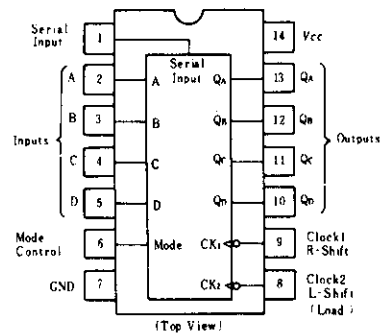 Serial
Input
1
14
Vcc
Serial
Input
A
2
A
QA
13
QA
B
3
B
QB
12
QB
Inputs
Outputs
C
4
C
QC
11
QC
D
5
D
QD
10
QD
Mode
Control
6
Mode
CK1
9
Clock1
R-Shift
GND
7
CK2
8
Clock2
L-Shift
(Load)
(Top View)